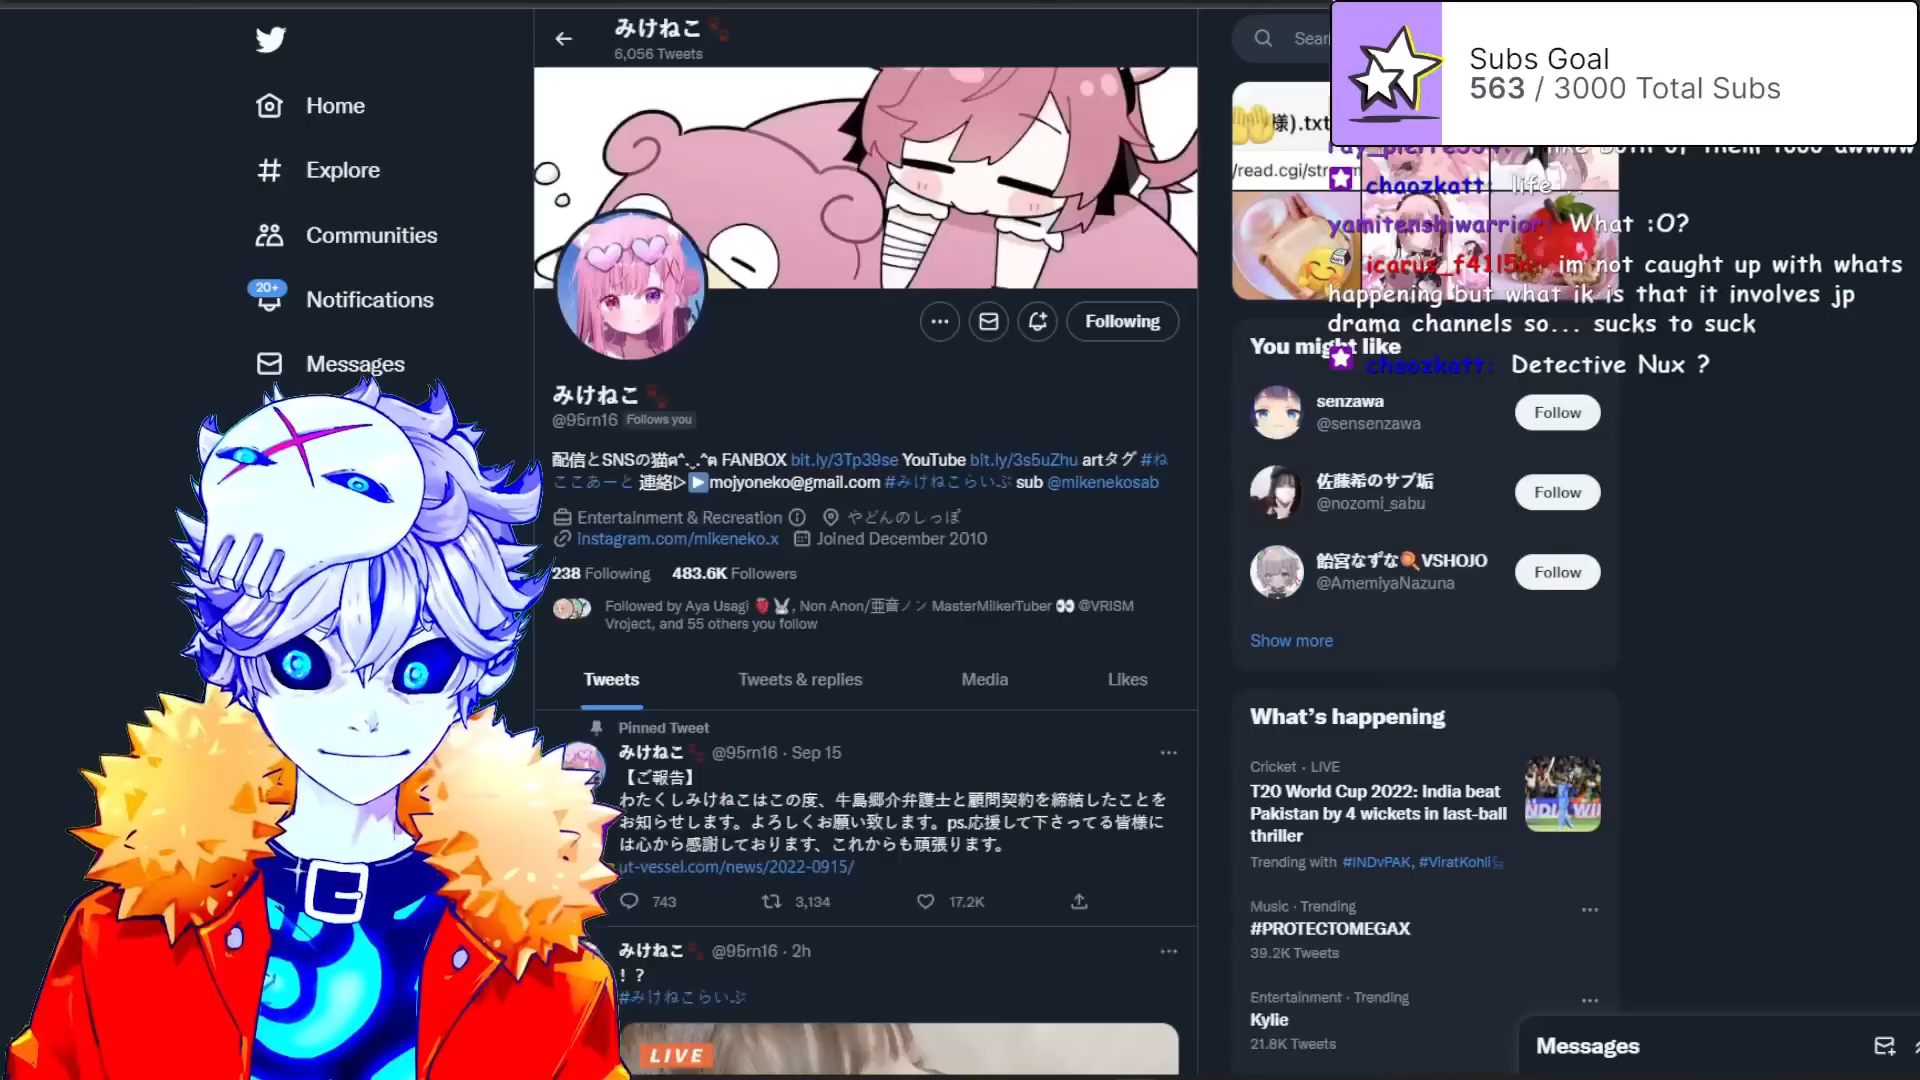 みけねこ🐾
6,056 Tweets
Home
Explore
Communities
20+
Notifications
Messages
Following
みけねこ🐾
@95rn16 Follows you
配信とSNSの猫ฅ^._.^ฅ FANBOX bit.ly/3Tp39se YouTube bit.ly/3s5uZhu artタグ #ね
ここあーと 連絡▷▶mojyoneko@gmail.com #みけねこらいぶ sub @mikenekosab
Entertainment & Recreation やどんのしっぽ
instagram.com/mikeneko.x Joined December 2010
238 Following 483.6K Followers
Followed by Aya Usagi 🍓🐰, Non Anon/亜音ノン MasterMilkerTuber 👀 @VRISM
Vroject, and 55 others you follow
Tweets Tweets & replies Media Likes
Pinned Tweet
みけねこ🐾 @95rn16 · Sep 15
【ご報告】
わたくしみけねこはこの度、牛島郷介弁護士と顧問契約を締結したことを
お知らせします。よろしくお願い致します。ps.応援して下さってる皆様に
は心から感謝しております、これからも頑張ります。
ut-vessel.com/news/2022-0915/
743 3,134 17.2K
みけねこ🐾 @95rn16 · 2h
！？
#みけねこらいぶ
LIVE
Subs Goal
563 / 3000 Total Subs
様).txt
/read.cgi/str
chaozkatt: life
yamitenshiwarrior: What :O?
icarus_f41l5n: im not caught up with whats
happening but what ik is that it involves jp
drama channels so... sucks to suck
chaozkatt: Detective Nux ?
You might like
senzawa
@sensenzawa
Follow
佐藤希のサブ垢
@nozomi_sabu
Follow
飴宮なずな🍭VSHOJO
@AmemiyaNazuna
Follow
Show more
What's happening
Cricket · LIVE
T20 World Cup 2022: India beat
Pakistan by 4 wickets in last-ball
thriller
Trending with #INDvPAK, #ViratKohli
Music · Trending
#PROTECTOMEGAX
39.2K Tweets
Entertainment · Trending
Kylie
21.8K Tweets
Messages